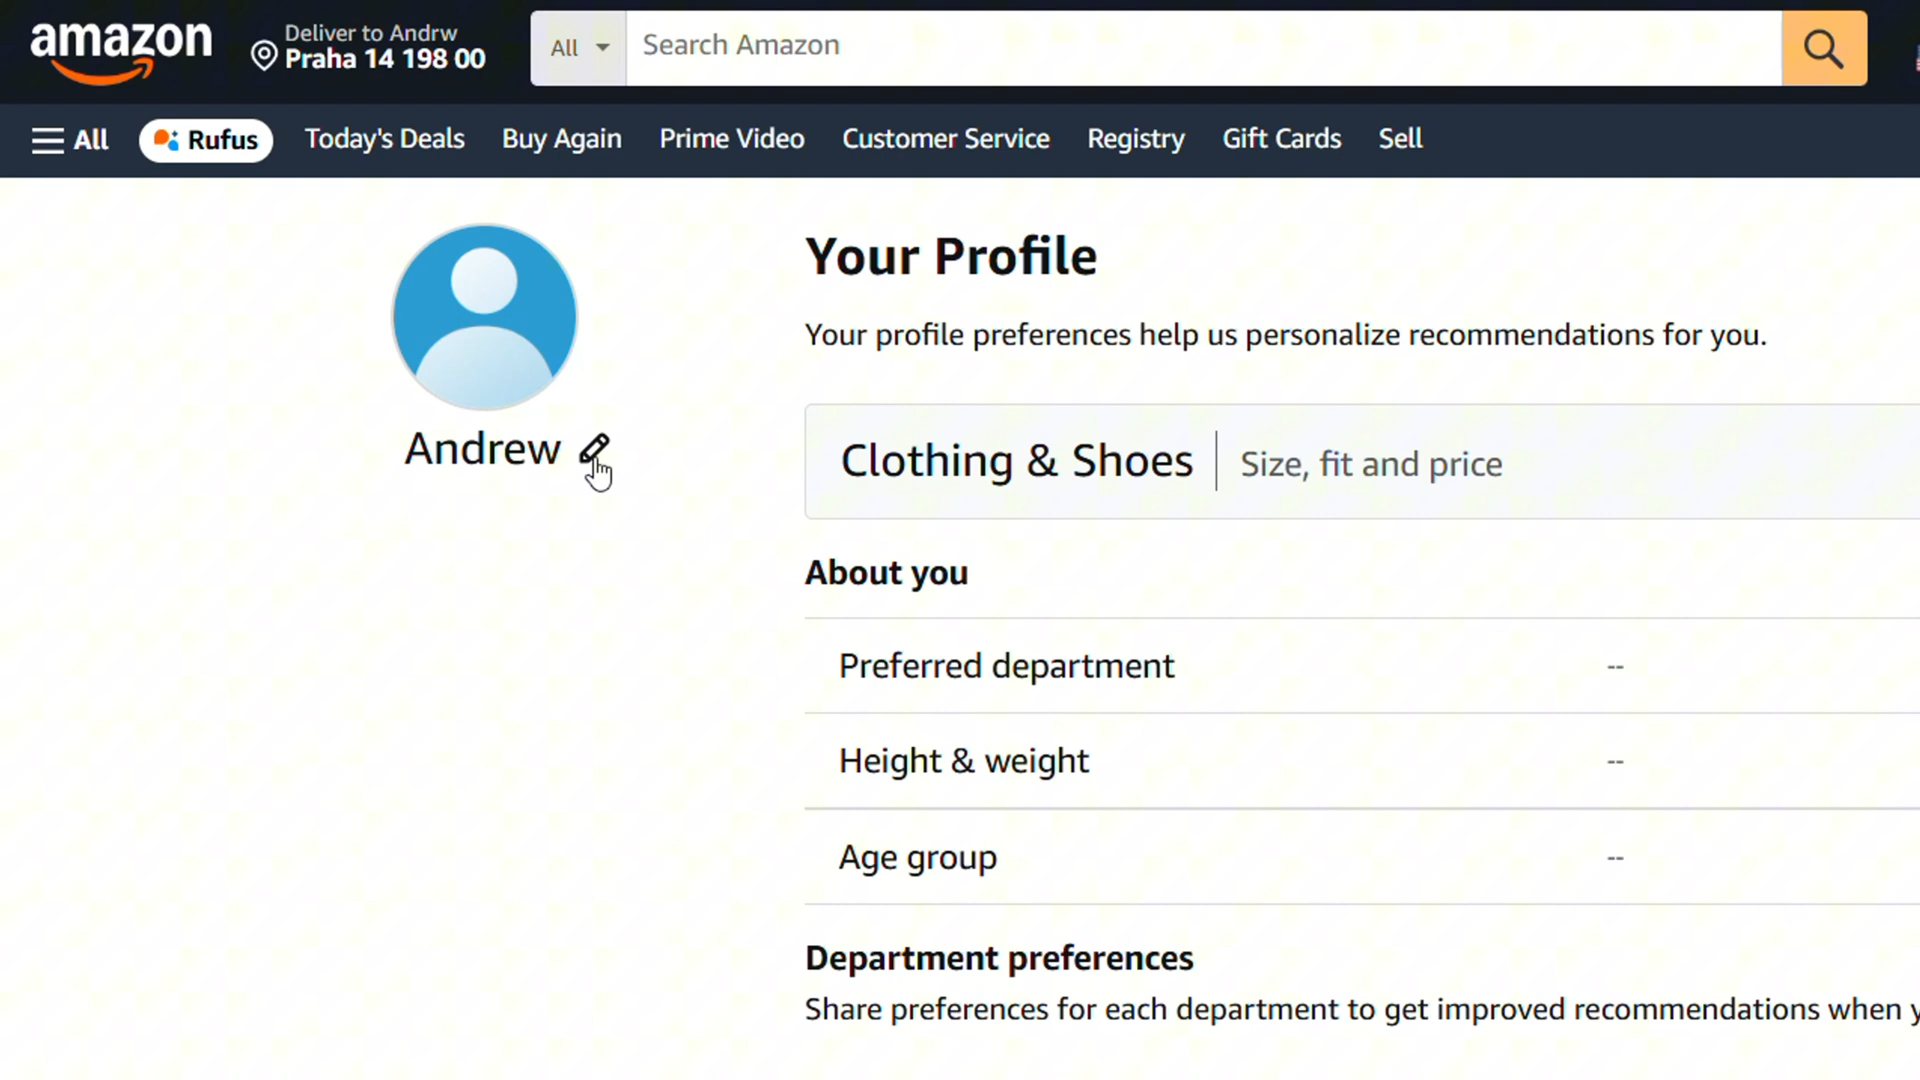 amazon
Deliver to Andrw
Praha 14 198 00
All
Search Amazon
All
Rufus
Today's Deals
Buy Again
Prime Video
Customer Service
Registry
Gift Cards
Sell
Andrew
Your Profile
Your profile preferences help us personalize recommendations for you.
Clothing & Shoes
Size, fit and price
About you
Preferred department --
Height & weight --
Age group --
Department preferences
Share preferences for each department to get improved recommendations when